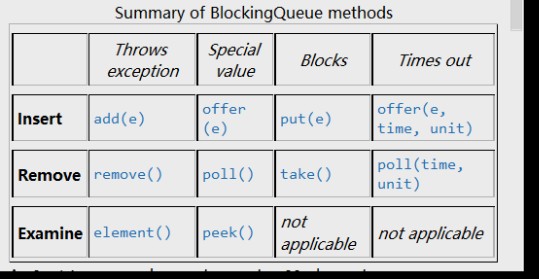 Summary of BlockingQueue methods
Throws exception Special value Blocks Times out
Insert add(e) offer(e) put(e) offer(e, time, unit)
Remove remove() poll() take() poll(time, unit)
Examine element() peek() not applicable not applicable